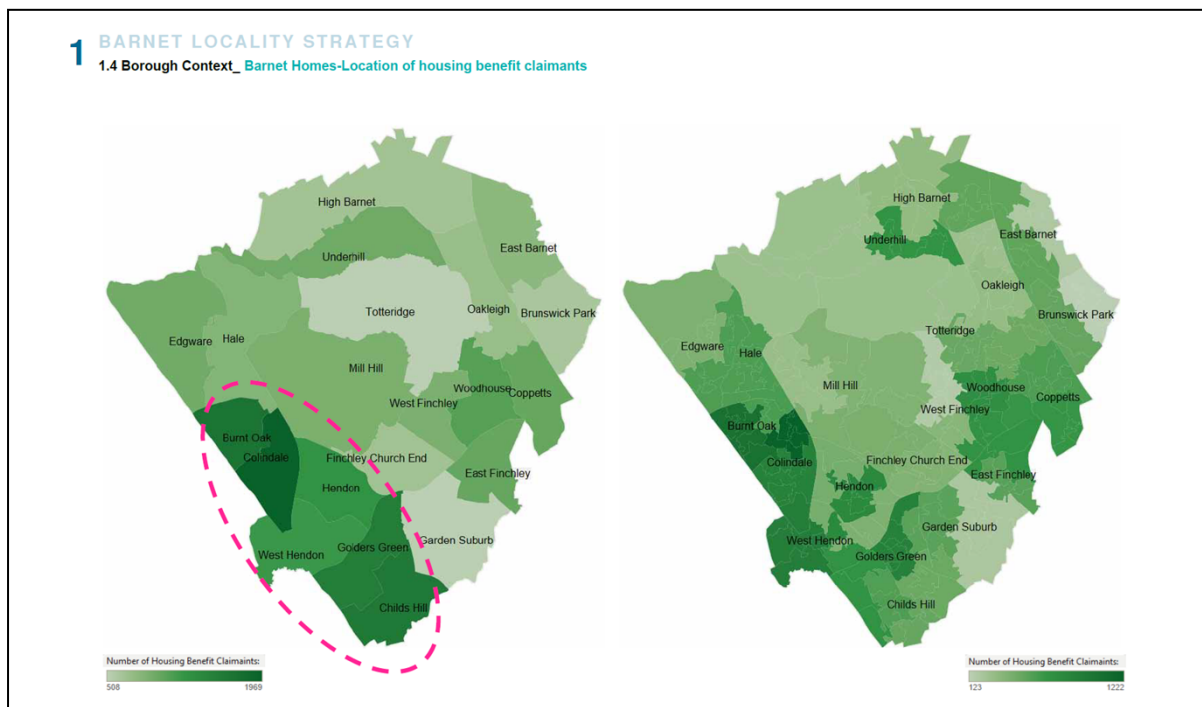 1 BARNET LOCALITY STRATEGY
1.4 Borough Context_ Barnet Homes-Location of housing benefit claimants
High Barnet
East Barnet
Underhill
Totteridge
Oakleigh
Brunswick Park
Edgware
Hale
Mill Hill
Woodhouse
Coppetts
West Finchley
Burnt Oak
Colindale
Finchley Church End
East Finchley
Hendon
Garden Suburb
West Hendon
Golders Green
Childs Hill
Number of Housing Benefit Claimaints:
508 1969
High Barnet
East Barnet
Underhill
Oakleigh
Brunswick Park
Totteridge
Edgware
Hale
Mill Hill
Woodhouse
Coppetts
West Finchley
Burnt Oak
Colindale
Finchley Church End
East Finchley
Hendon
Garden Suburb
West Hendon
Golders Green
Childs Hill
Number of Housing Benefit Claimaints:
123 1222